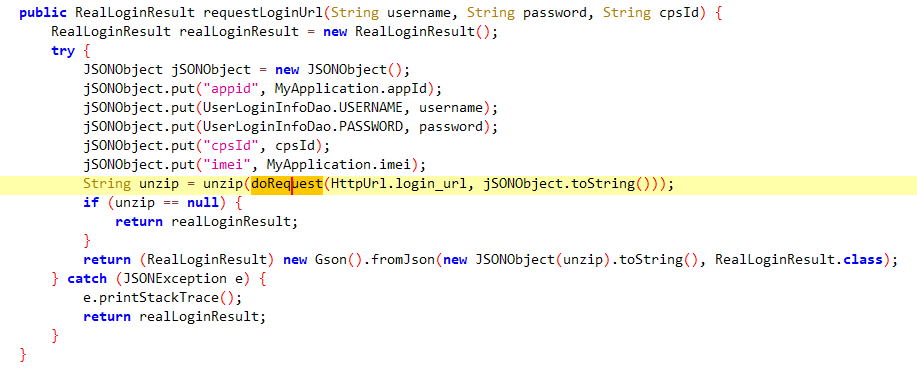 public RealLoginResult requestLoginUrl(String username, String password, String cpsId) {
RealLoginResult realLoginResult = new RealLoginResult();
try {
JSONObject jSONObject = new JSONObject();
jSONObject.put("appid", MyApplication.appId);
jSONObject.put(UserLoginInfoDao.USERNAME, username);
jSONObject.put(UserLoginInfoDao.PASSWORD, password);
jSONObject.put("cpsId", cpsId);
jSONObject.put("imei", MyApplication.imei);
String unzip = unzip(doRequest(HttpUrl.login_url, jSONObject.toString()));
if (unzip == null) {
return realLoginResult;
}
return (RealLoginResult) new Gson().fromJson(new JSONObject(unzip).toString(), RealLoginResult.class);
} catch (JSONException e) {
e.printStackTrace();
return realLoginResult;
}
}